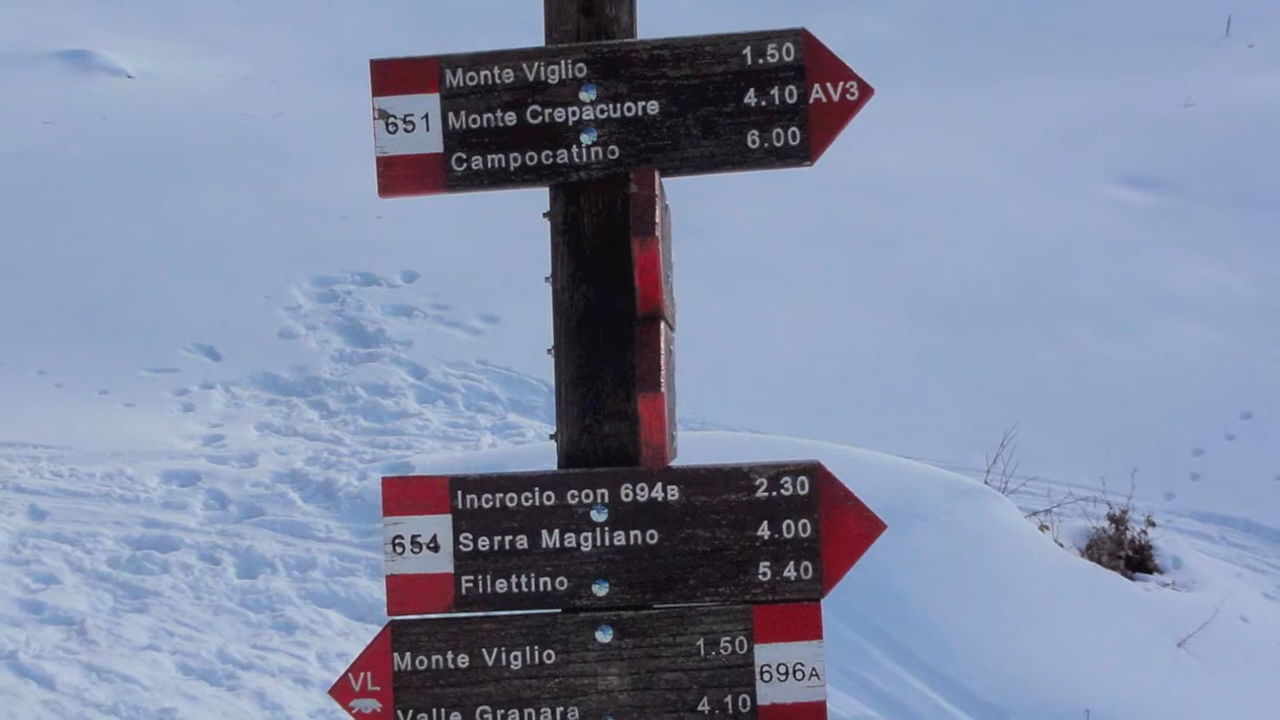 Monte Viglio 1.50
651 Monte Crepacuore 4.10 AV3
Campocatino 6.00
Incrocio con 694B 2.30
654 Serra Magliano 4.00
Filettino 5.40
Monte Viglio 1.50
VL 696A
Valle Granara 4.10